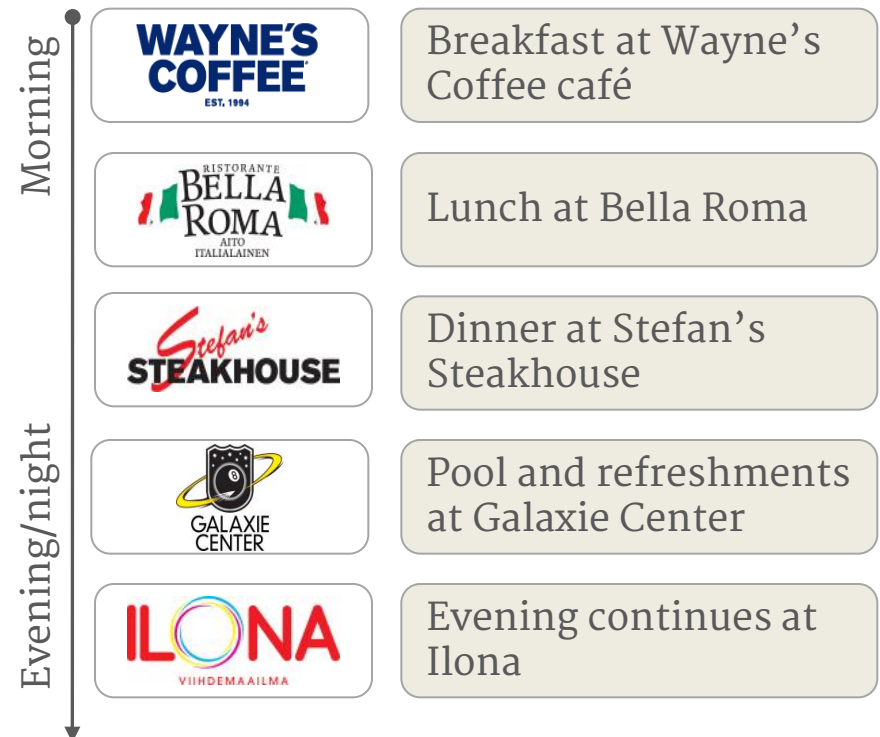 Morning
WAYNE'S
COFFEE
EST, 1994
Breakfast at Wayne’s
Coffee café
RISTORANTE
BELLA
ROMA
AITO
ITALIALAINEN
Lunch at Bella Roma
Stefan's
STEAKHOUSE
Dinner at Stefan’s
Steakhouse
Evening/night
8
GALAXIE
CENTER
Pool and refreshments
at Galaxie Center
ILONA
VIIHDEMAAILMA
Evening continues at
Ilona